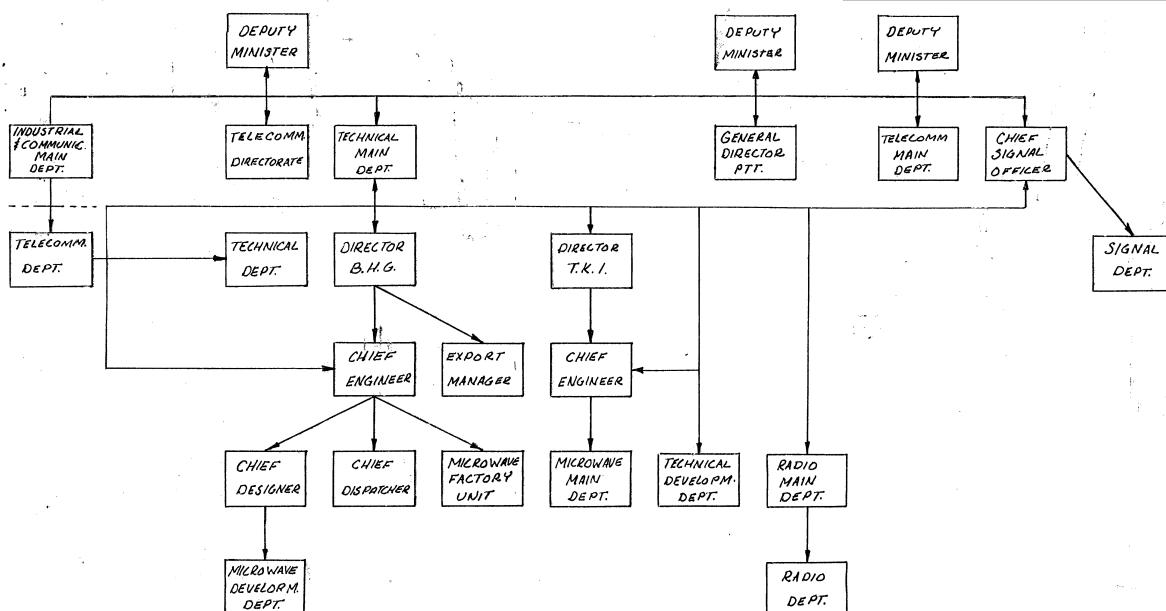 DEPUTY
MINISTER
DEPUTY
MINISTER
DEPUTY
MINISTER
INDUSTRIAL
& COMMUNIC.
MAIN
DEPT.
TELECOMM.
DIRECTORATE
TECHNICAL
MAIN
DEPT.
GENERAL
DIRECTOR
PTT.
TELECOMM
MAIN
DEPT.
CHIEF
SIGNAL
OFFICER
TELECOMM.
DEPT.
TECHNICAL
DEPT.
DIRECTOR
B.H.G.
DIRECTOR
T.K.I.
SIGNAL
DEPT.
CHIEF
ENGINEER
EXPORT
MANAGER
CHIEF
ENGINEER
CHIEF
DESIGNER
CHIEF
DISPATCHER
MICROWAVE
FACTORY
UNIT
MICROWAVE
MAIN
DEPT.
TECHNICAL
DEVELOPM.
DEPT.
RADIO
MAIN
DEPT.
MICROWAVE
DEVELOPM.
DEPT.
RADIO
DEPT.